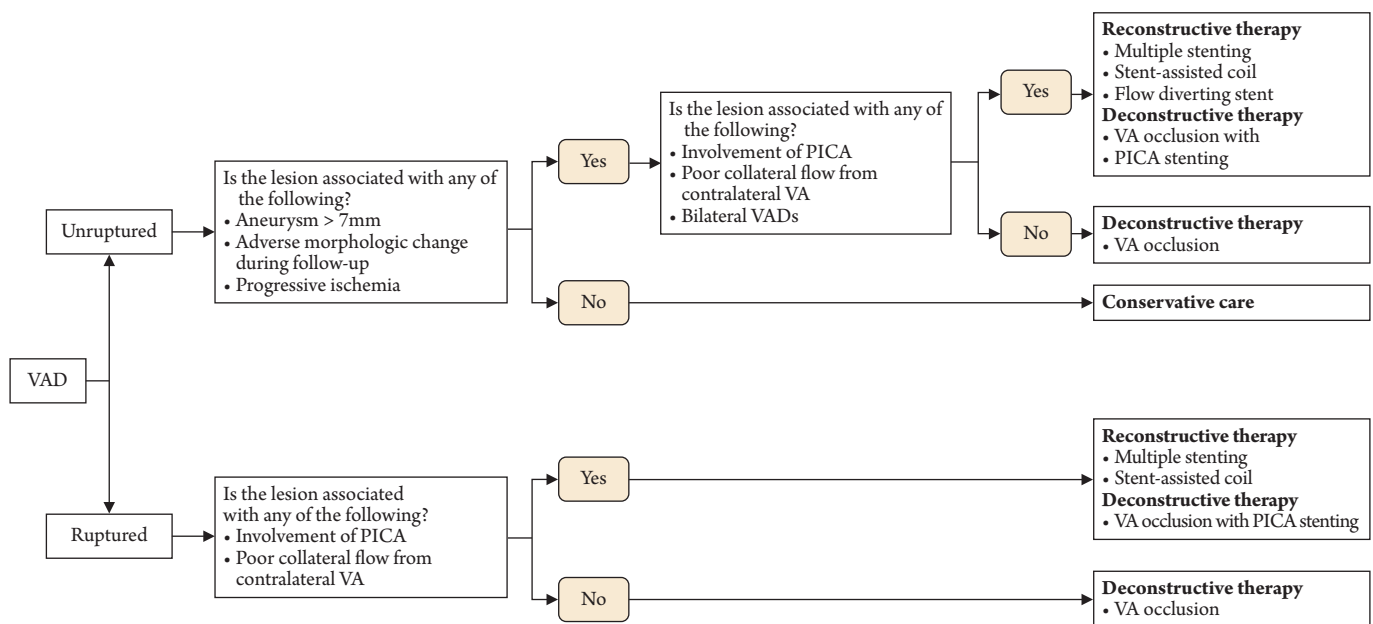 VAD
Unruptured
Is the lesion associated with any of
the following?
• Aneurysm > 7mm
• Adverse morphologic change
during follow-up
• Progressive ischemia
Yes
Is the lesion associated with any of
the following?
• Involvement of PICA
• Poor collateral flow from
contralateral VA
• Bilateral VADs
Yes
Reconstructive therapy
• Multiple stenting
• Stent-assisted coil
• Flow diverting stent
Deconstructive therapy
• VA occlusion with
• PICA stenting
No
Deconstructive therapy
• VA occlusion
No
Conservative care
Ruptured
Is the lesion associated
with any of the following?
• Involvement of PICA
• Poor collateral flow from
contralateral VA
Yes
Reconstructive therapy
• Multiple stenting
• Stent-assisted coil
Deconstructive therapy
• VA occlusion with PICA stenting
No
Deconstructive therapy
• VA occlusion